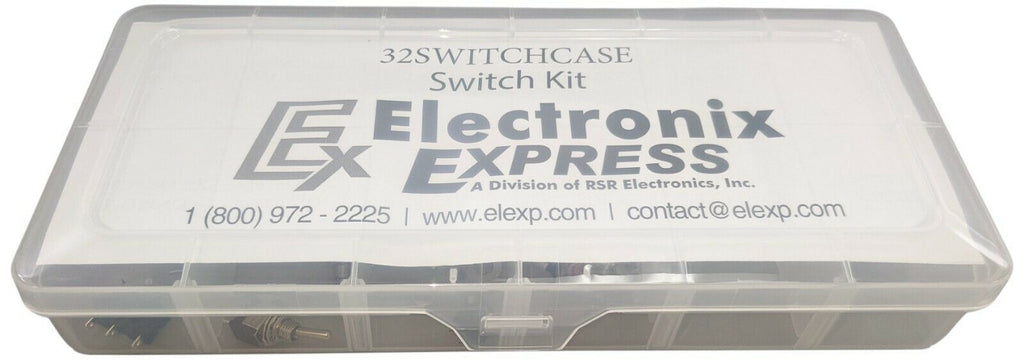 32SWITCHCASE
Switch Kit
EEX Electronix
EXPRESS
A Division of RSR Electronics, Inc.
1 (800) 972 - 2225 | www.elexp.com | contact@elexp.com